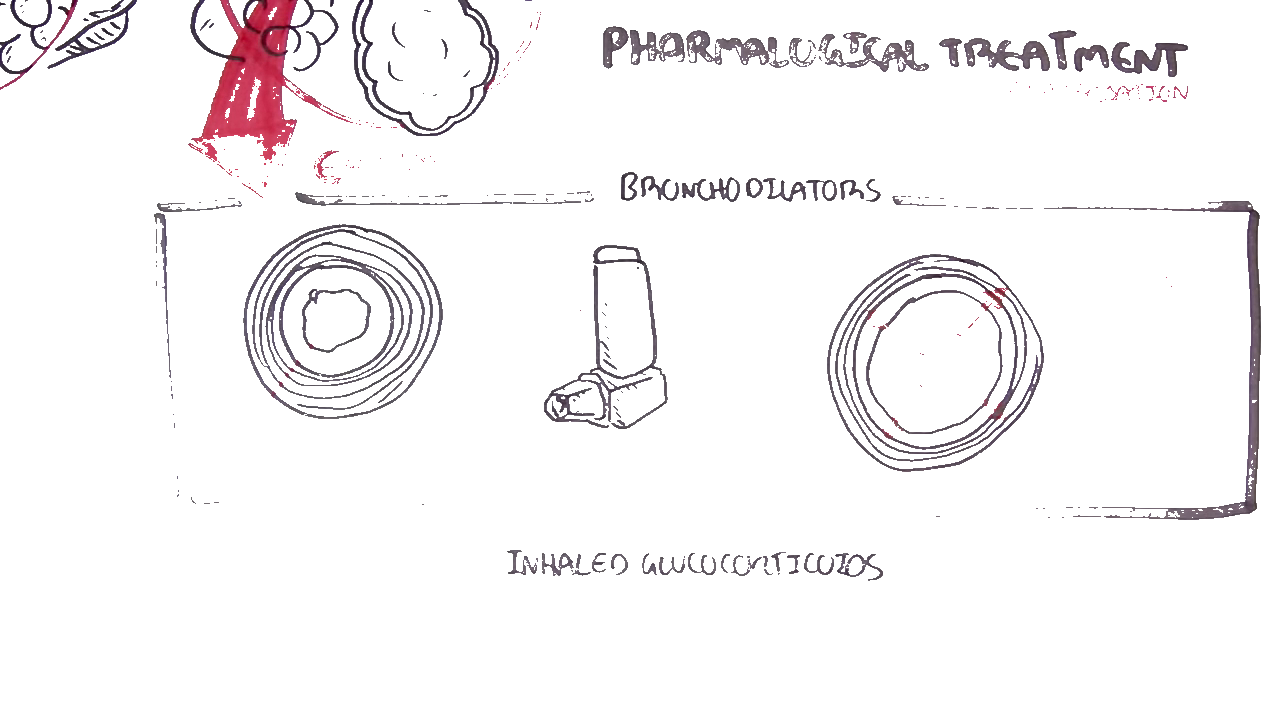 PHARMALOGICAL TREATMENT
BRONCHODILATORS
INHALED GLUCOCORTICOIDS